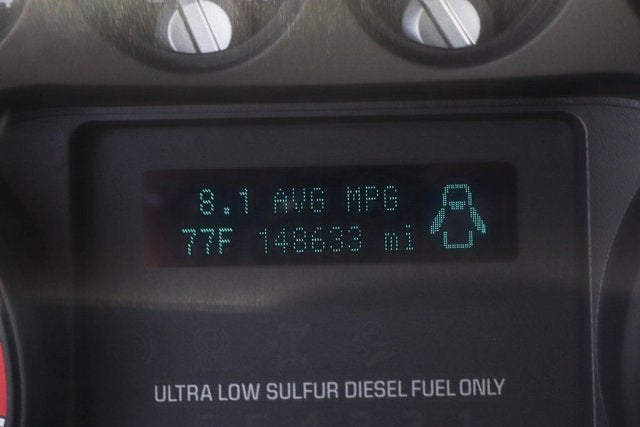 8.1 AVG MPG
77F 148633 mi
ULTRA LOW SULFUR DIESEL FUEL ONLY